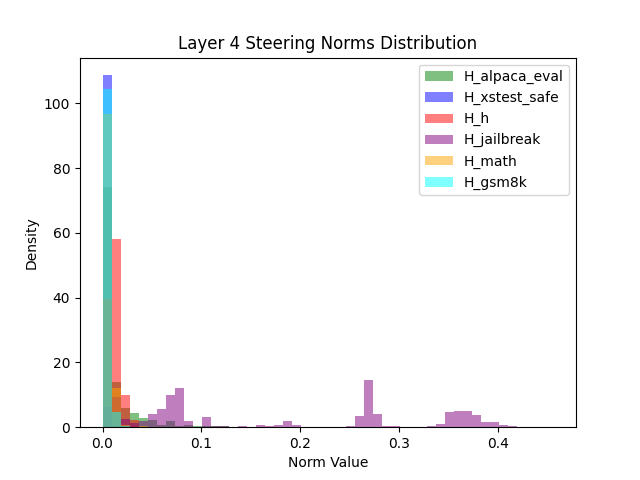 Layer 4 Steering Norms Distribution
H_alpaca_eval
H_xstest_safe
H_h
H_jailbreak
H_math
H_gsm8k
Density
100
80
60
40
20
0
0.0 0.1 0.2 0.3 0.4
Norm Value